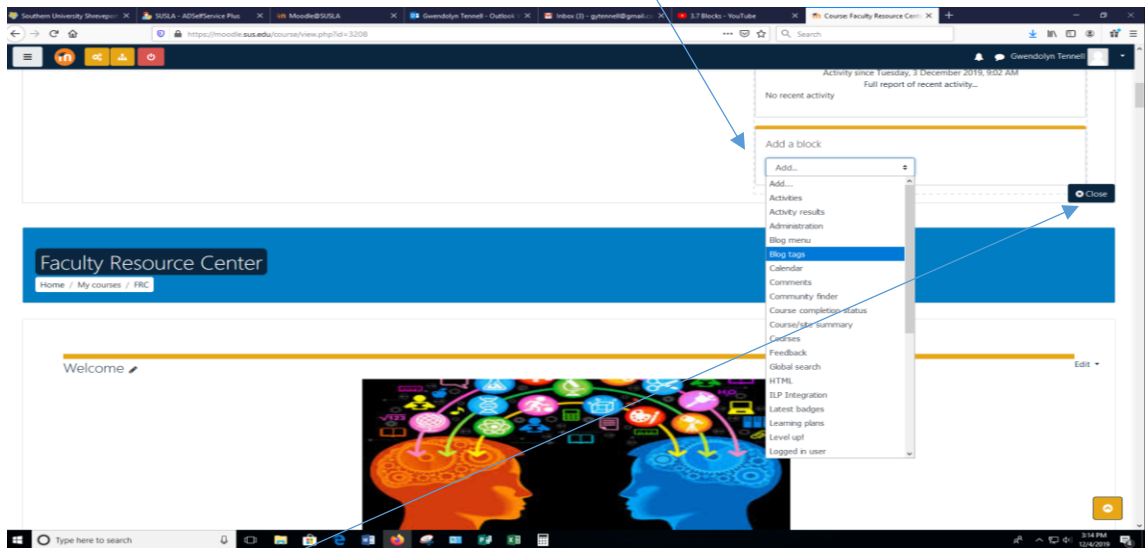 Southern University Shrevepor
SUSLA - ADSelfService Plus
Moodle@SUSLA
Gwendolyn Tennell - Outlook
Inbox (3) - gytennell@gmail.c
3.7 Blocks - YouTube
Course: Faculty Resource Cent
https://moodle.sus.edu/course/view.php?id=3208
Search
Gwendolyn Tennell
Activity since Tuesday, 3 December 2019, 9:02 AM
Full report of recent activity...
No recent activity
Add a block
Add...
Add...
Activities
Activity results
Administration
Blog menu
Blog tags
Calendar
Comments
Community finder
Course completion status
Course/site summary
Courses
Feedback
Global search
HTML
ILP Integration
Latest badges
Learning plans
Level up!
Logged in user
Close
Faculty Resource Center
Home / My courses / FRC
Welcome
Edit
√123
H₂O
Type here to search
3:14 PM
12/4/2019